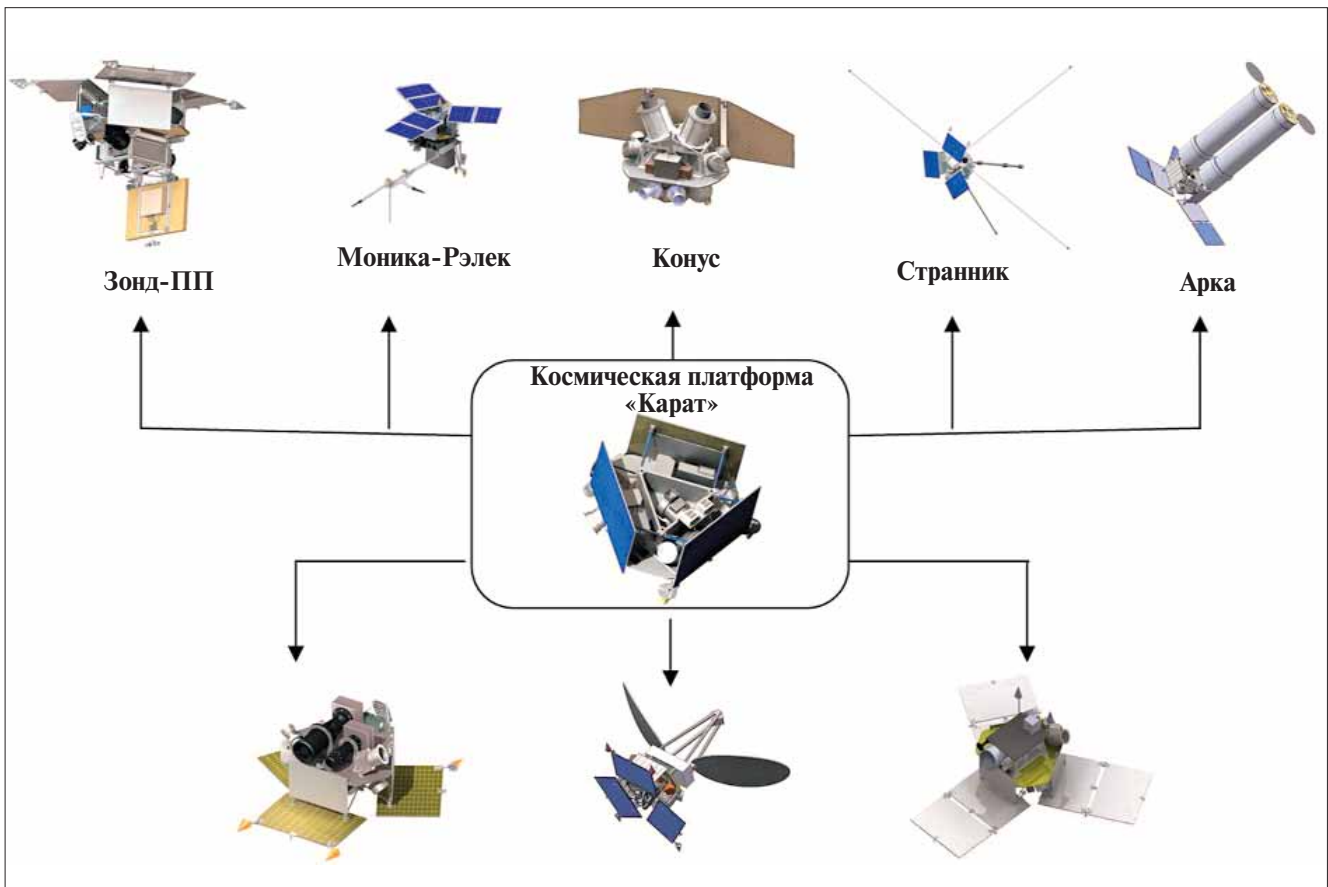 Зонд-ПП
Моника-Рэлек
Конус
Странник
Арка
Космическая платформа
«Карат»